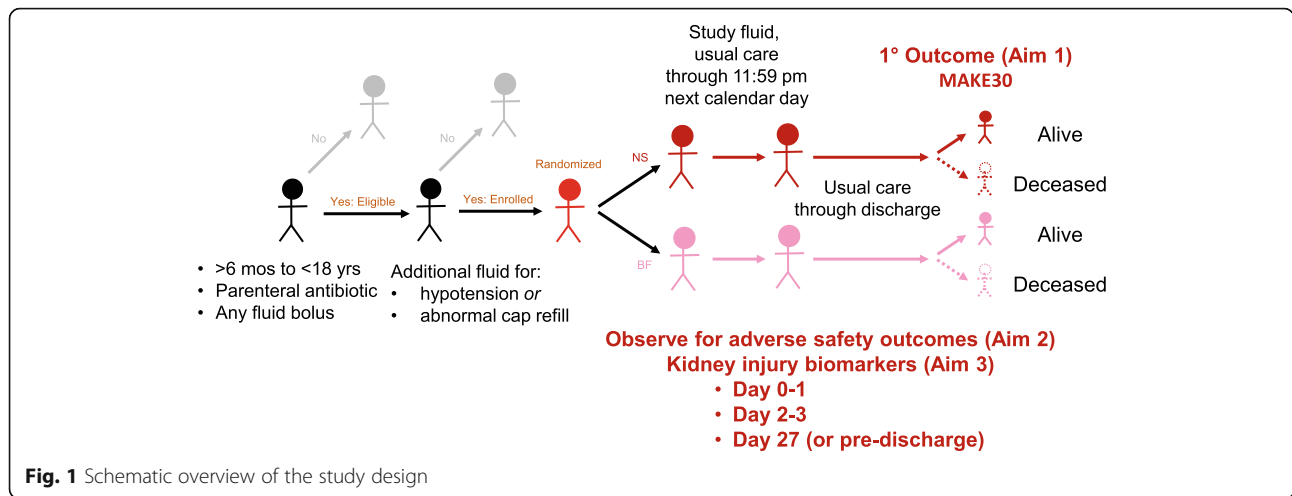 Study fluid,
usual care
through 11:59 pm
next calendar day
1° Outcome (Aim 1)
MAKE30
No
No
Randomized
NS
Alive
Yes: Eligible
Yes: Enrolled
Usual care
through discharge
Deceased
BF
Alive
Deceased
• >6 mos to <18 yrs
• Parenteral antibiotic
• Any fluid bolus
Additional fluid for:
• hypotension or
• abnormal cap refill
Observe for adverse safety outcomes (Aim 2)
Kidney injury biomarkers (Aim 3)
• Day 0-1
• Day 2-3
• Day 27 (or pre-discharge)
Fig. 1 Schematic overview of the study design